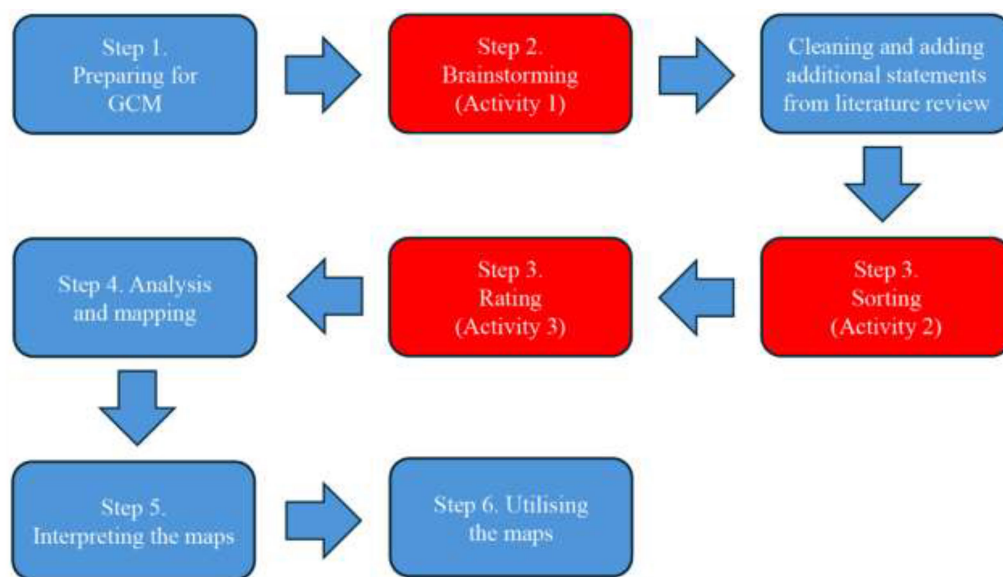 Step 1.
Preparing for
GCM
Step 2.
Brainstorming
(Activity 1)
Cleaning and adding
additional statements
from literature review
Step 3.
Sorting
(Activity 2)
Step 3.
Rating
(Activity 3)
Step 4. Analysis
and mapping
Step 5.
Interpreting the maps
Step 6. Utilising
the maps